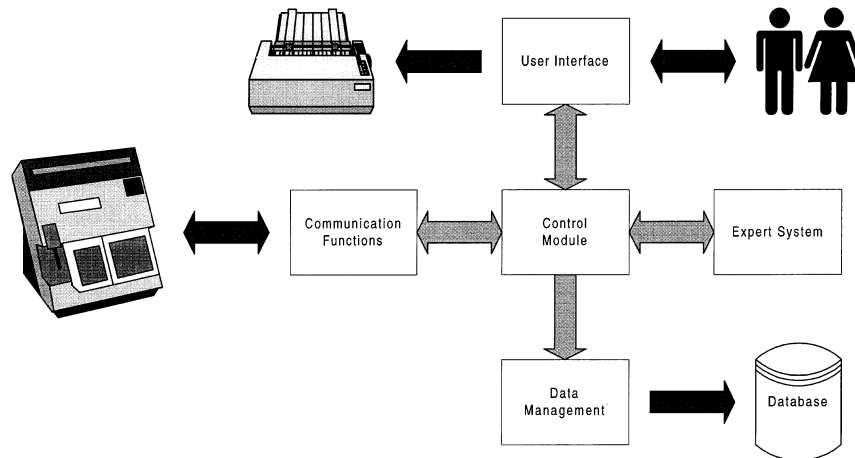 User Interface
Communication
Functions
Control
Module
Expert System
Data
Management
Database